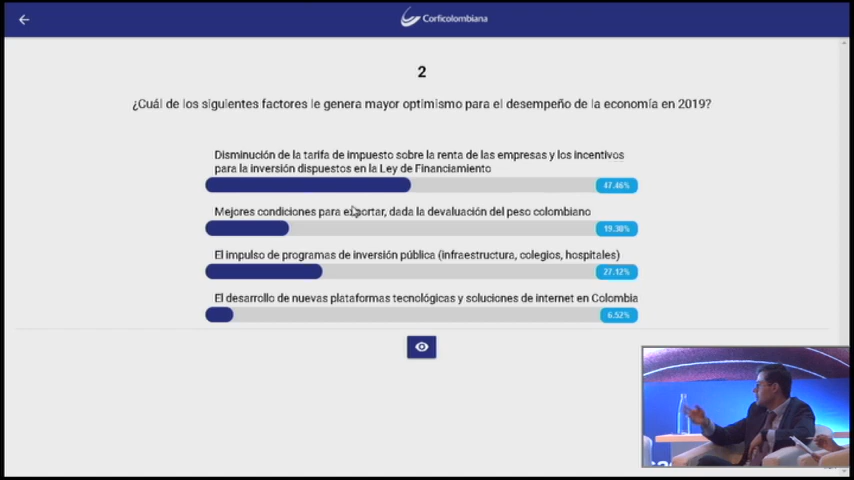 Corficolombiana
2
¿Cuál de los siguientes factores le genera mayor optimismo para el desempeño de la economía en 2019?
Disminución de la tarifa de impuesto sobre la renta de las empresas y los incentivos
para la inversión dispuestos en la Ley de Financiamiento
47.46%
Mejores condiciones para exportar, dada la devaluación del peso colombiano
19.30%
El impulso de programas de inversión pública (infraestructura, colegios, hospitales)
27.12%
El desarrollo de nuevas plataformas tecnológicas y soluciones de internet en Colombia
6.52%